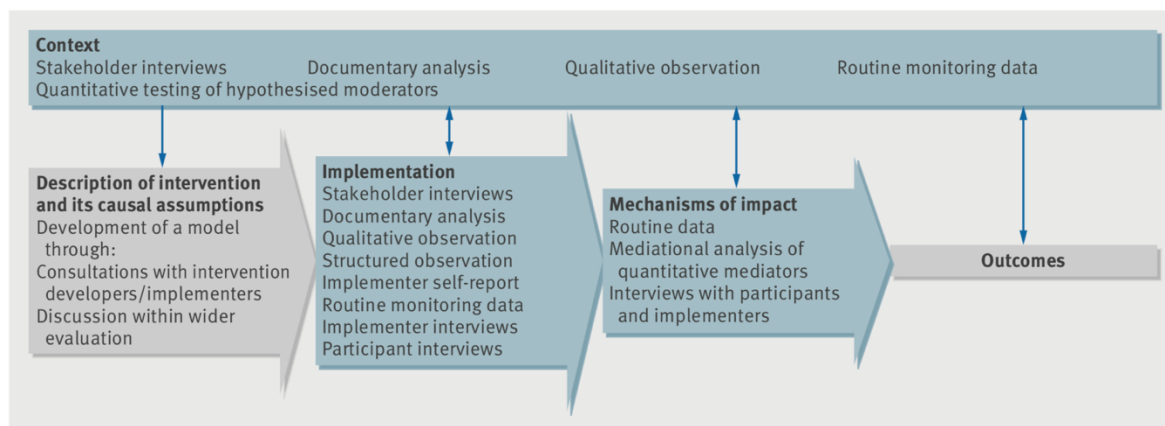 Context
Stakeholder interviews Documentary analysis Qualitative observation Routine monitoring data
Quantitative testing of hypothesised moderators
Description of intervention
and its causal assumptions
Development of a model
through:
Consultations with intervention
developers/implementers
Discussion within wider
evaluation
Implementation
Stakeholder interviews
Documentary analysis
Qualitative observation
Structured observation
Implementer self-report
Routine monitoring data
Implementer interviews
Participant interviews
Mechanisms of impact
Routine data
Mediational analysis of
quantitative mediators
Interviews with participants
and implementers
Outcomes